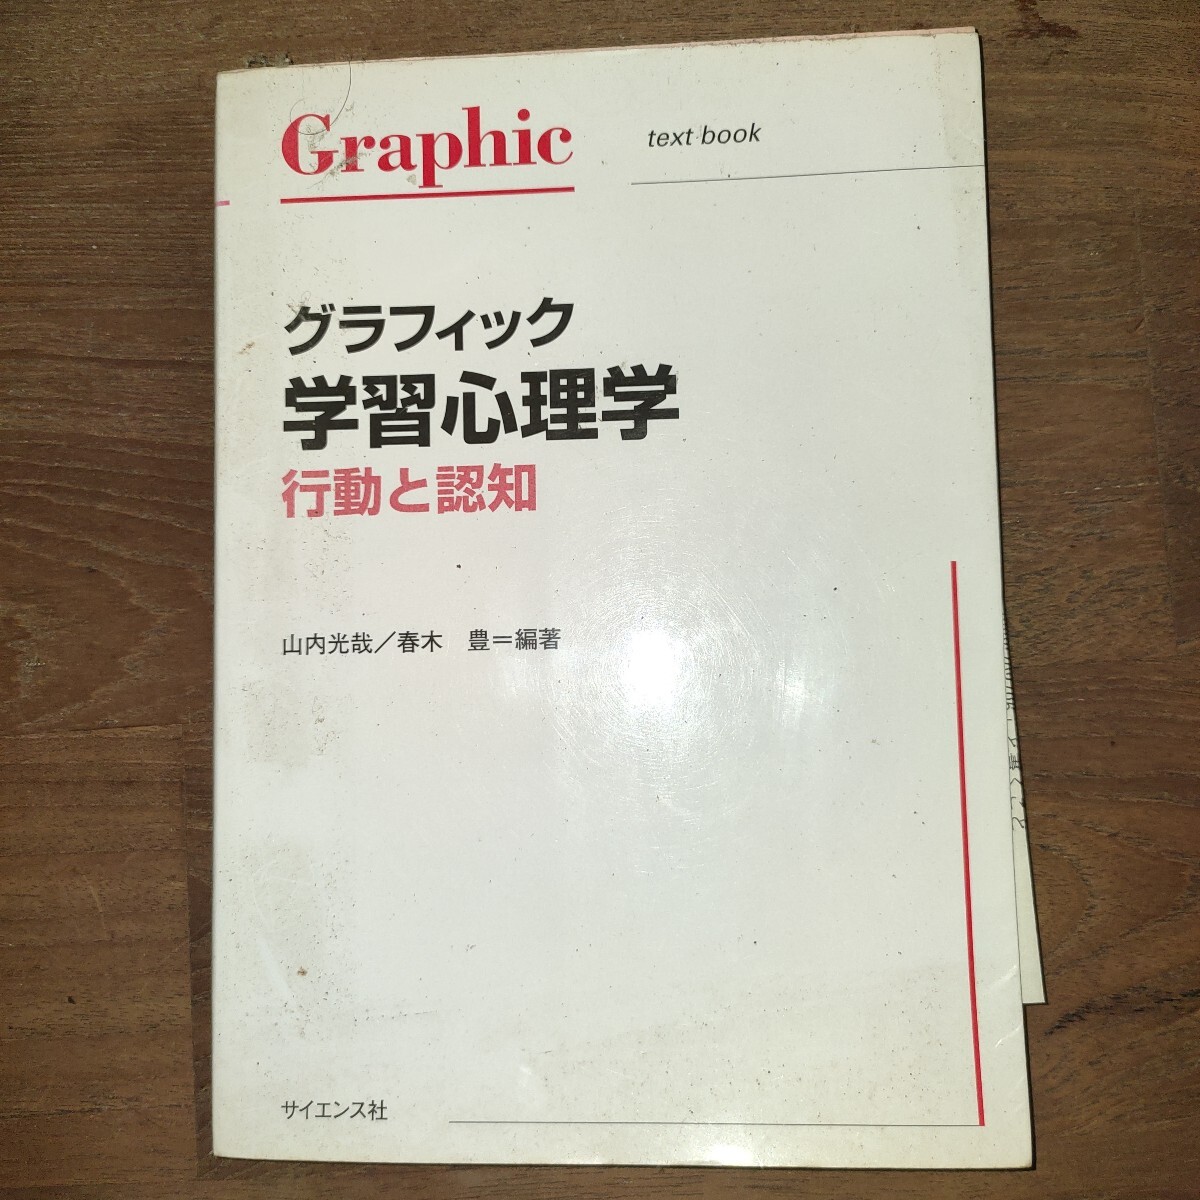 Graphic
text book
グラフィック
学習心理学
行動と認知
山内光哉／春木　豊＝編著
サイエンス社